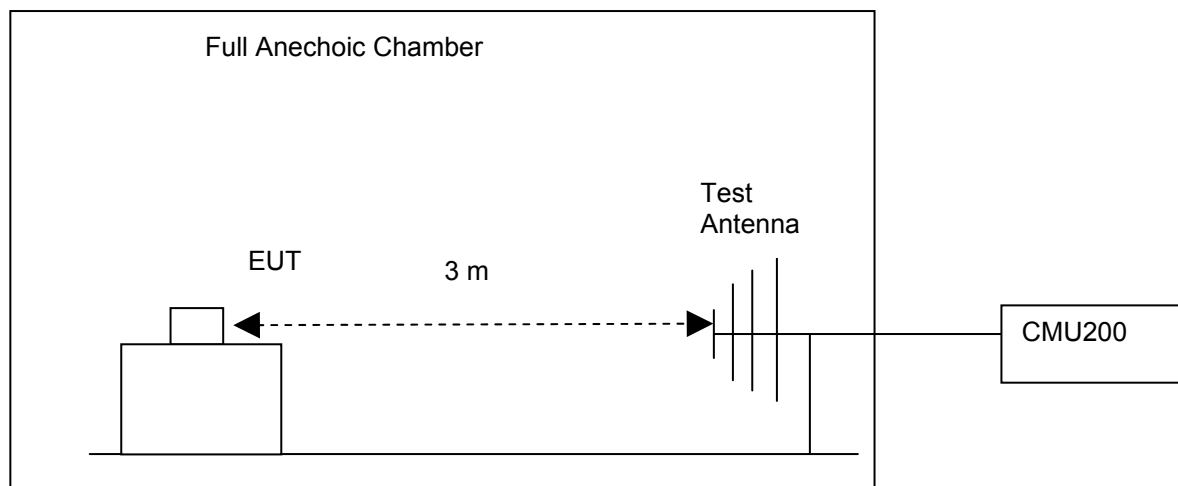 Full Anechoic Chamber
Test
Antenna
EUT
3 m
CMU200